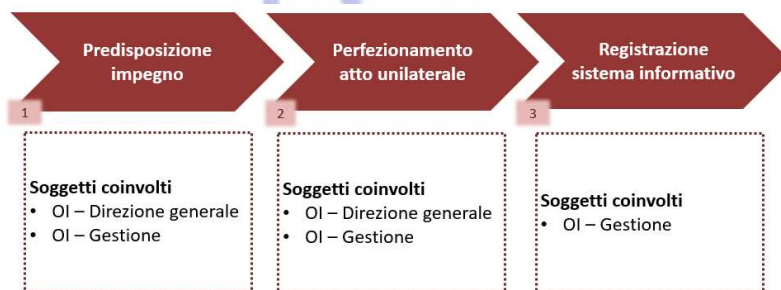 Predisposizione
impegno
Perfezionamento
atto unilaterale
Registrazione
sistema informativo
1
2
3
Soggetti coinvolti
• OI – Direzione generale
• OI – Gestione
Soggetti coinvolti
• OI – Direzione generale
• OI – Gestione
Soggetti coinvolti
• OI – Gestione